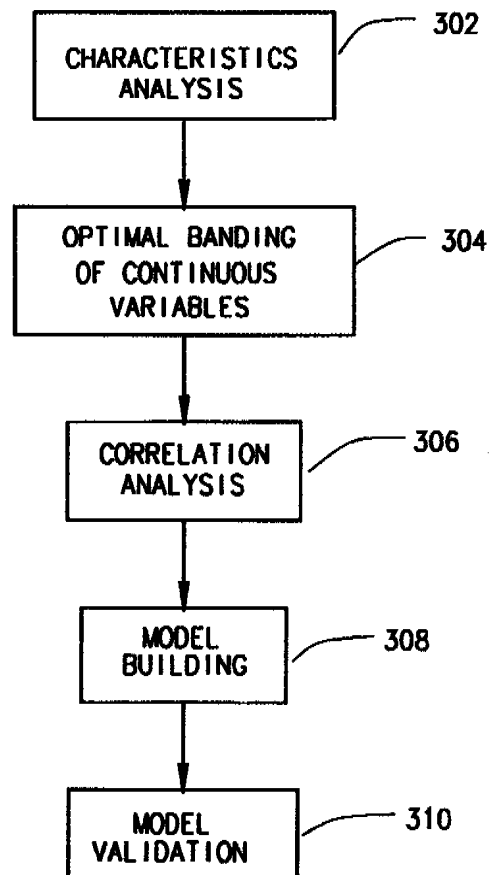 302
CHARACTERISTICS
ANALYSIS
OPTIMAL BANDING
OF CONTINUOUS
VARIABLES
304
CORRELATION
ANALYSIS
306
MODEL
BUILDING
308
MODEL
VALIDATION
310